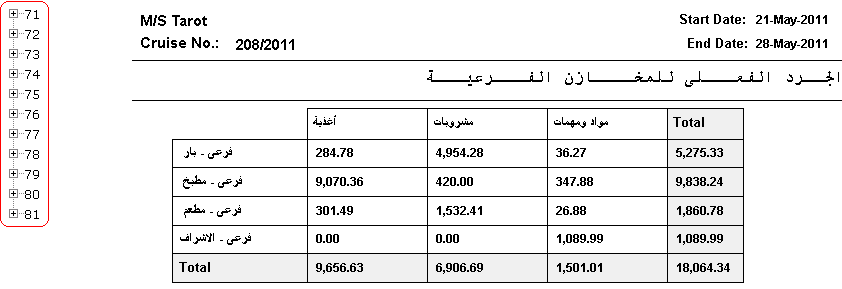 71
72
73
74
75
76
77
78
79
80
81
M/S Tarot
Start Date: 21-May-2011
Cruise No.: 208/2011
End Date: 28-May-2011
الجـــرد الفعـــلى للمخـــازن الفـــرعيـــة
أغذية مشروبات مواد ومهمات Total
فرعى - بار 284.78 4,954.28 36.27 5,275.33
فرعى - مطبخ 9,070.36 420.00 347.88 9,838.24
فرعى - مطعم 301.49 1,532.41 26.88 1,860.78
فرعى - الاشراف 0.00 0.00 1,089.99 1,089.99
Total 9,656.63 6,906.69 1,501.01 18,064.34